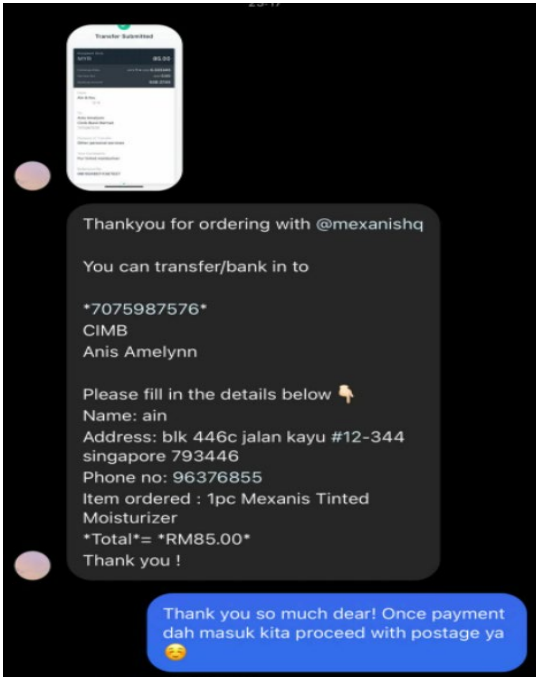 Transfer Submitted
MYR 85.00
Thankyou for ordering with @mexanishq
You can transfer/bank in to
*7075987576*
CIMB
Anis Amelynn
Please fill in the details below 👇🏻
Name: ain
Address: blk 446c jalan kayu #12-344
singapore 793446
Phone no: 96376855
Item ordered : 1pc Mexanis Tinted
Moisturizer
*Total*= *RM85.00*
Thank you !
Thank you so much dear! Once payment
dah masuk kita proceed with postage ya
☺️